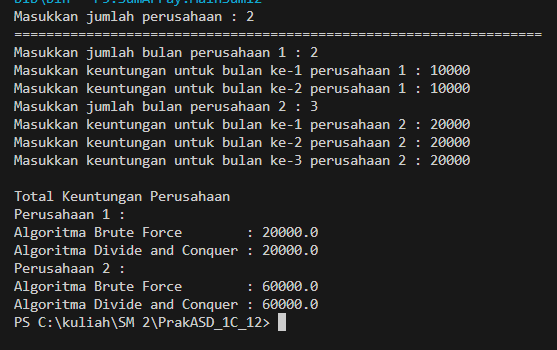 Masukkan jumlah perusahaan : 2
=================================================================
Masukkan jumlah bulan perusahaan 1 : 2
Masukkan keuntungan untuk bulan ke-1 perusahaan 1 : 10000
Masukkan keuntungan untuk bulan ke-2 perusahaan 1 : 10000
Masukkan jumlah bulan perusahaan 2 : 3
Masukkan keuntungan untuk bulan ke-1 perusahaan 2 : 20000
Masukkan keuntungan untuk bulan ke-2 perusahaan 2 : 20000
Masukkan keuntungan untuk bulan ke-3 perusahaan 2 : 20000
Total Keuntungan Perusahaan
Perusahaan 1 :
Algoritma Brute Force        : 20000.0
Algoritma Divide and Conquer : 20000.0
Perusahaan 2 :
Algoritma Brute Force        : 60000.0
Algoritma Divide and Conquer : 60000.0
PS C:\kuliah\SM 2\PrakASD_1C_12>